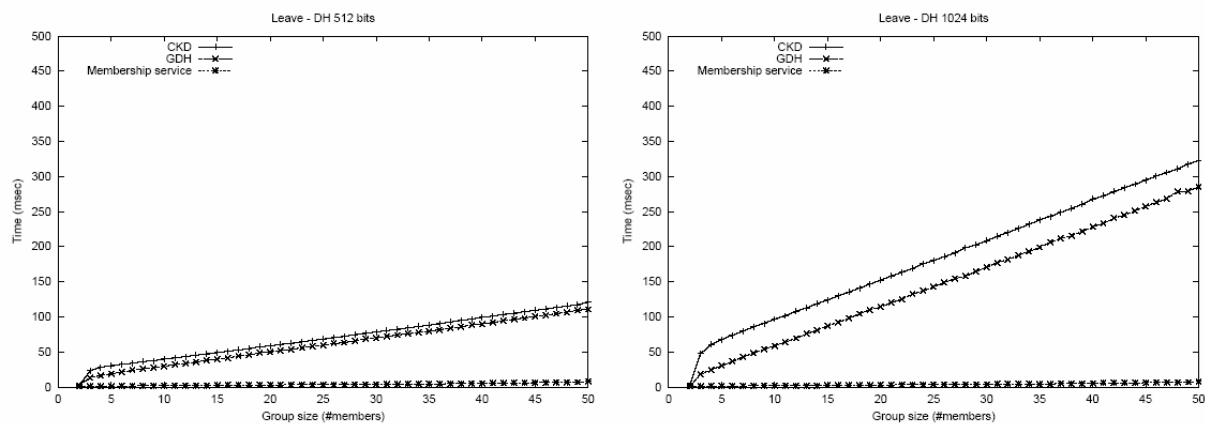 Leave - DH 512 bits
500
450
400
350
300
250
200
150
100
50
0
Time (msec)
CKD
GDH
Membership service
0 5 10 15 20 25 30 35 40 45 50
Group size (#members)
Leave - DH 1024 bits
500
450
400
350
300
250
200
150
100
50
0
Time (msec)
CKD
GDH
Membership service
0 5 10 15 20 25 30 35 40 45 50
Group size (#members)